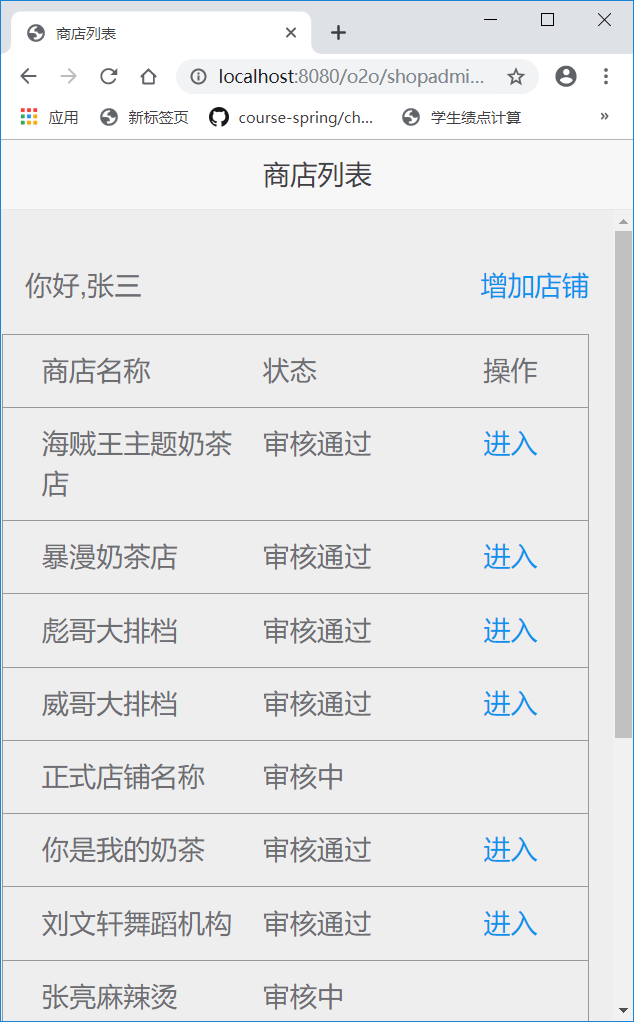 商店列表
localhost:8080/o2o/shopadmi...
应用 新标签页 course-spring/ch... 学生绩点计算 »
商店列表
你好,张三 增加店铺
商店名称 状态 操作
海贼王主题奶茶 审核通过 进入
店
暴漫奶茶店 审核通过 进入
彪哥大排档 审核通过 进入
威哥大排档 审核通过 进入
正式店铺名称 审核中
你是我的奶茶 审核通过 进入
刘文轩舞蹈机构 审核通过 进入
张亮麻辣烫 审核中